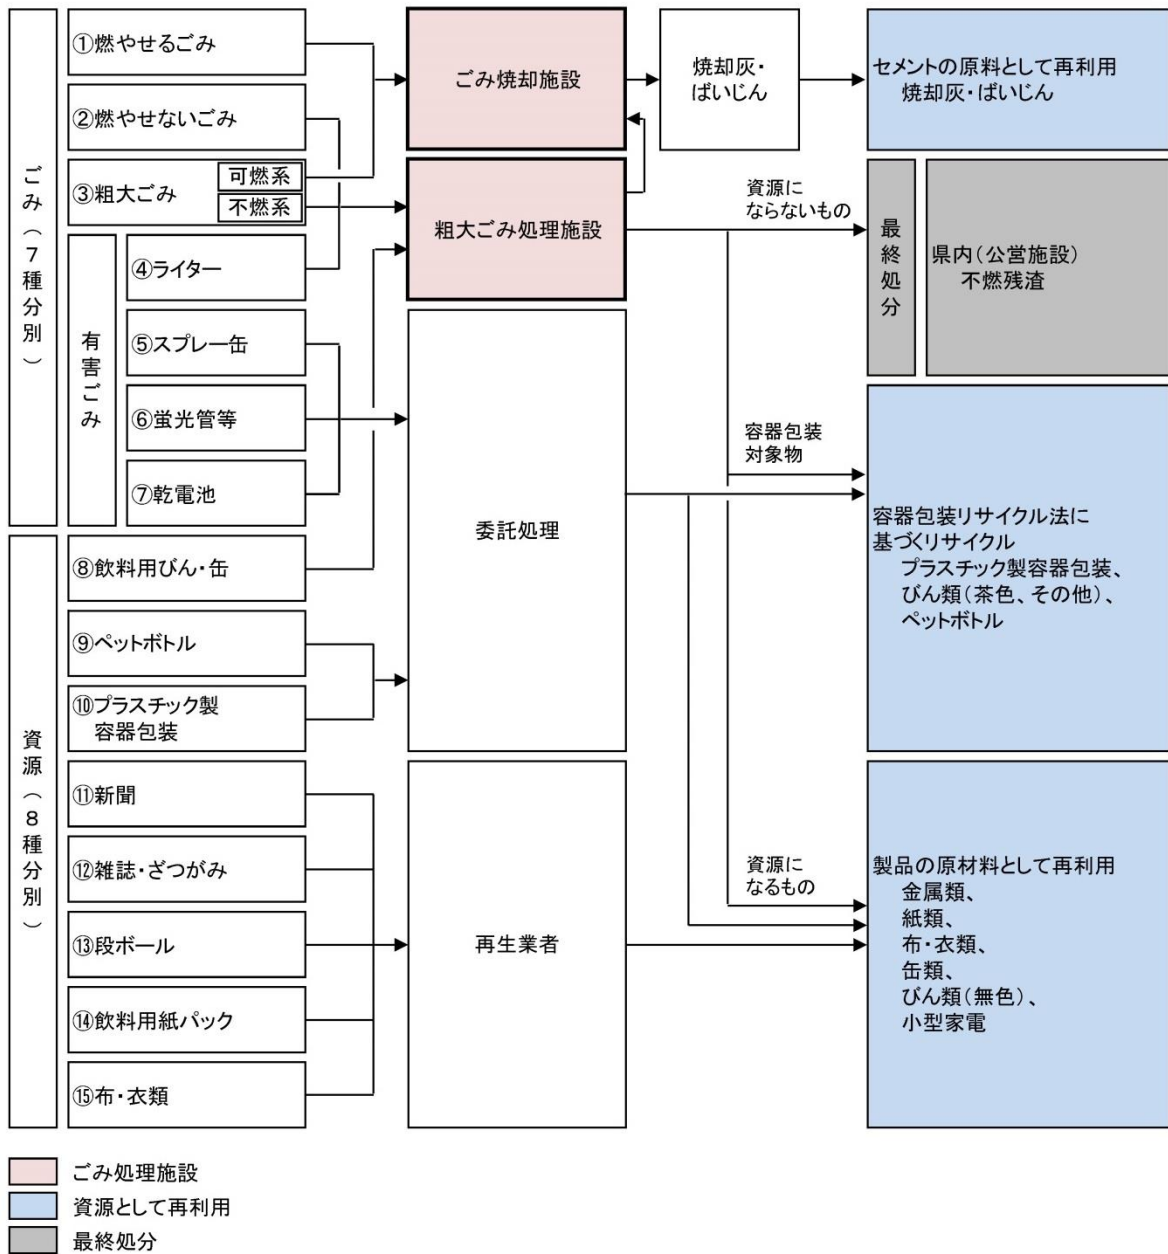 ごみ（７種分別）
①燃やせるごみ
②燃やせないごみ
③粗大ごみ
可燃系
不燃系
有害ごみ
④ライター
⑤スプレー缶
⑥蛍光管等
⑦乾電池
資源（８種分別）
⑧飲料用びん・缶
⑨ペットボトル
⑩プラスチック製
容器包装
⑪新聞
⑫雑誌・ざつがみ
⑬段ボール
⑭飲料用紙パック
⑮布・衣類
ごみ焼却施設
粗大ごみ処理施設
委託処理
再生業者
焼却灰・
ばいじん
資源に
ならないもの
容器包装
対象物
資源に
なるもの
セメントの原料として再利用
焼却灰・ばいじん
最終処分
県内（公営施設）
不燃残渣
容器包装リサイクル法に
基づくリサイクル
プラスチック製容器包装、
びん類（茶色、その他）、
ペットボトル
製品の原材料として再利用
金属類、
紙類、
布・衣類、
缶類、
びん類（無色）、
小型家電
ごみ処理施設
資源として再利用
最終処分